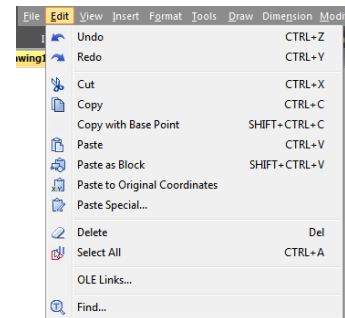 File Edit View Insert Format Tools Draw Dimension Modi
wing1
Undo CTRL+Z
Redo CTRL+Y
Cut CTRL+X
Copy CTRL+C
Copy with Base Point SHIFT+CTRL+C
Paste CTRL+V
Paste as Block SHIFT+CTRL+V
Paste to Original Coordinates
Paste Special...
Delete Del
Select All CTRL+A
OLE Links...
Find...